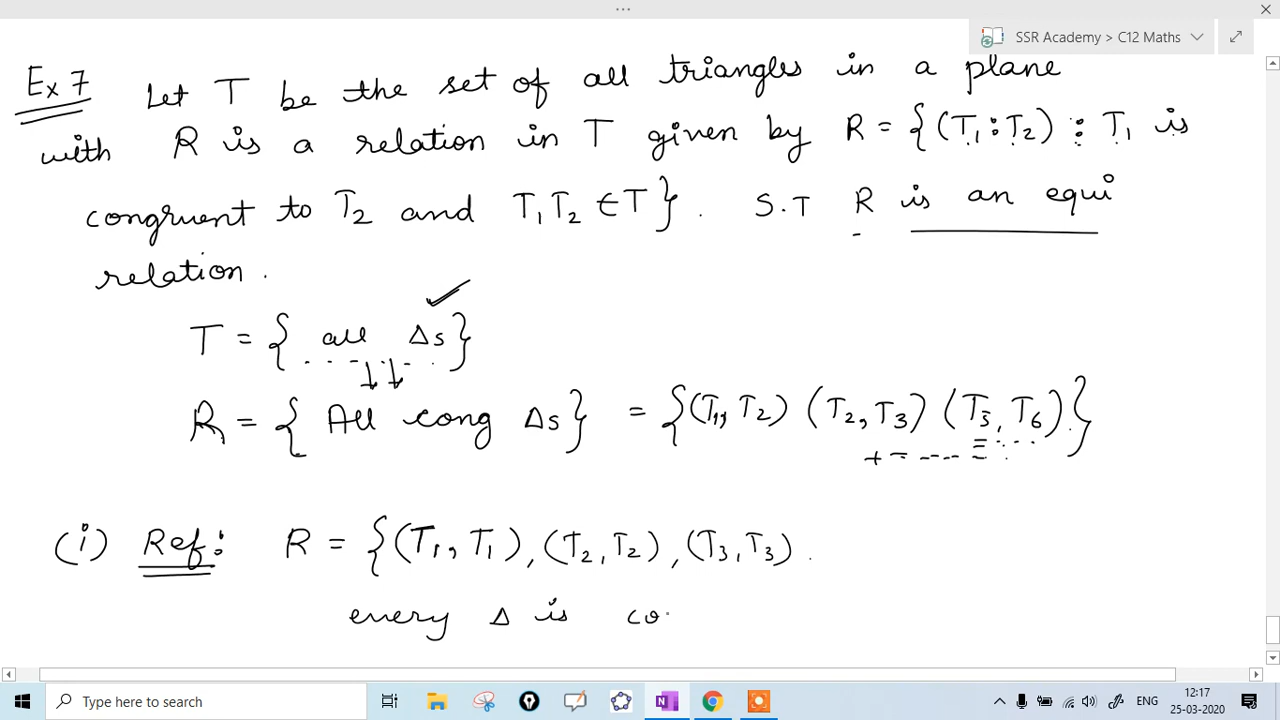 SSR Academy > C12 Maths
Ex 7 Let T be the set of all triangles in a plane
with R is a relation in T given by R = {(T₁:T₂) : T₁ is
congruent to T₂ and T₁T₂ ∈ T}. S.T R is an equi
relation.
T = { all Δs}
R = { All cong Δs} = {(T₁, T₂) (T₂, T₃) (T₅, T₆)}
(i) Ref: R = {(T₁, T₁), (T₂, T₂), (T₃, T₃).
every Δ is co
Type here to search
12:17
25-03-2020